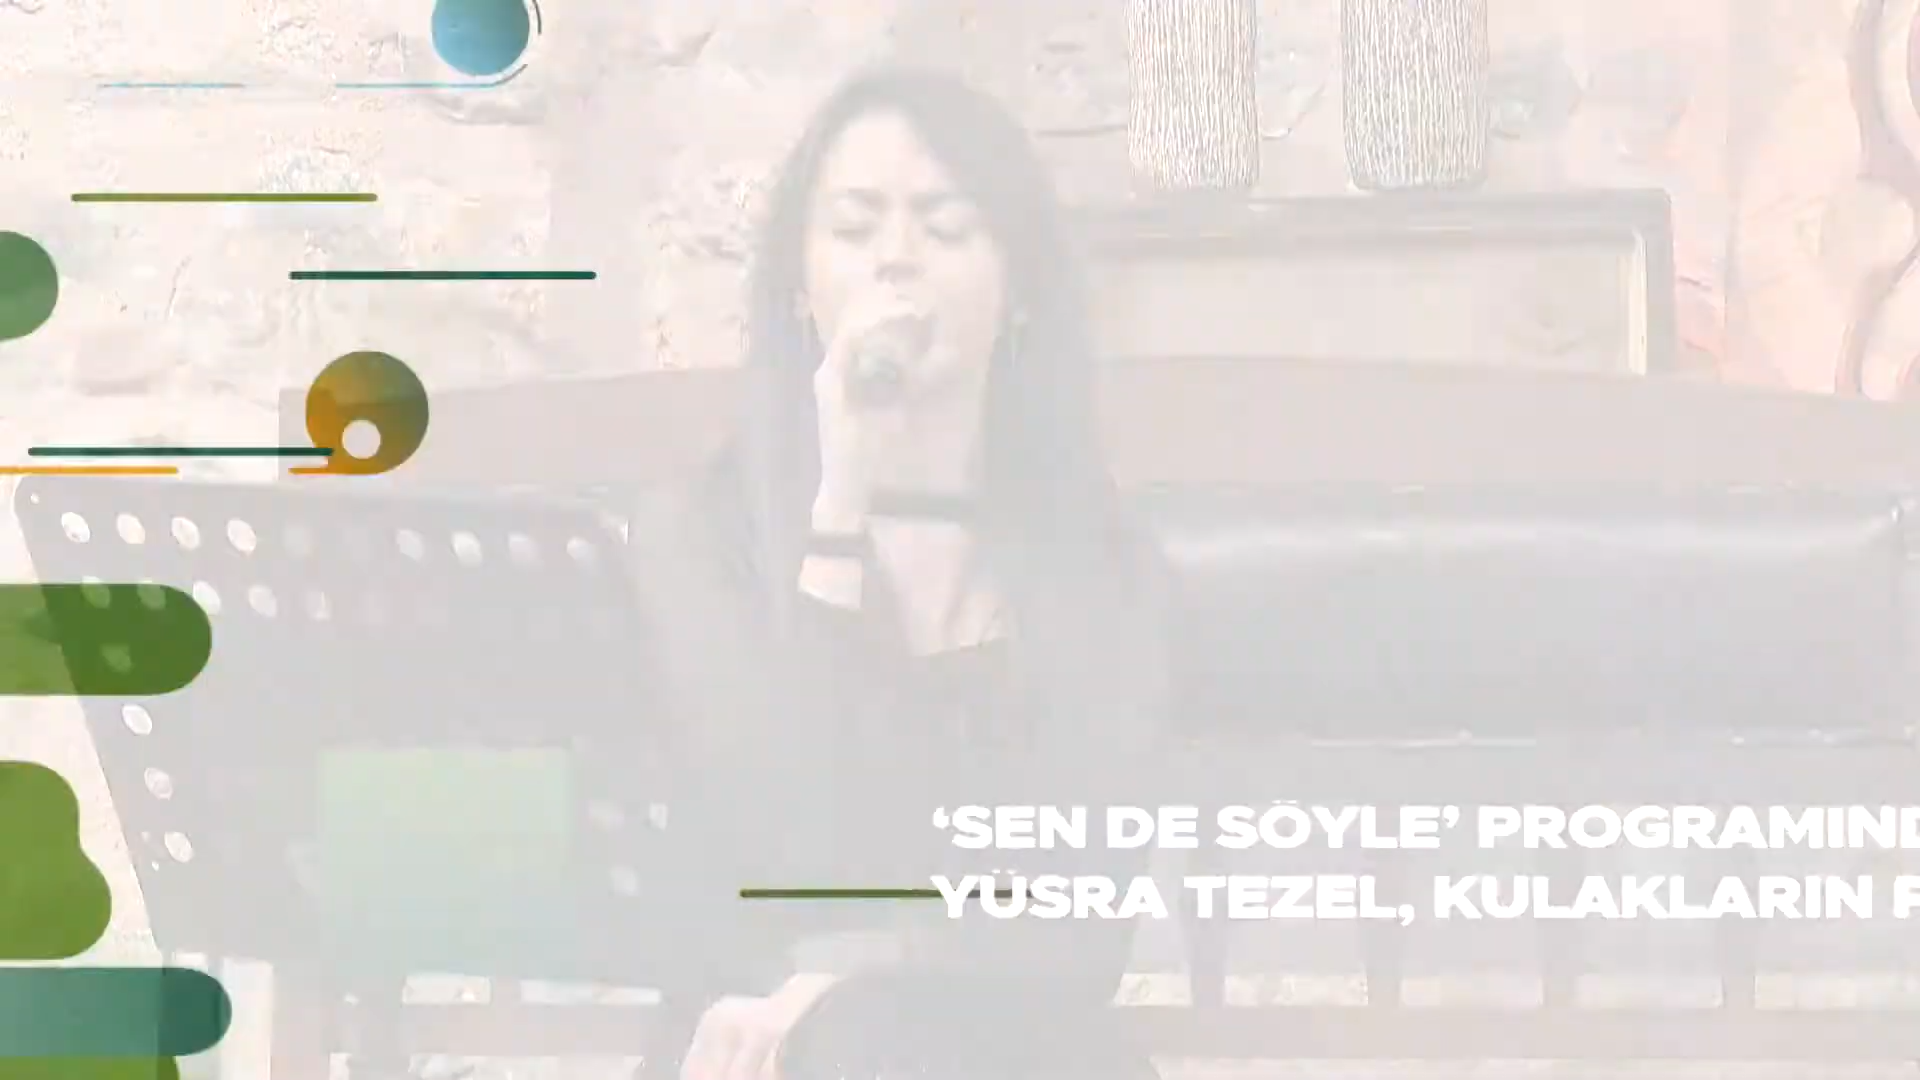 ‘SEN DE SÖYLE’ PROGRAMIND
YÜSRA TEZEL, KULAKLARIN